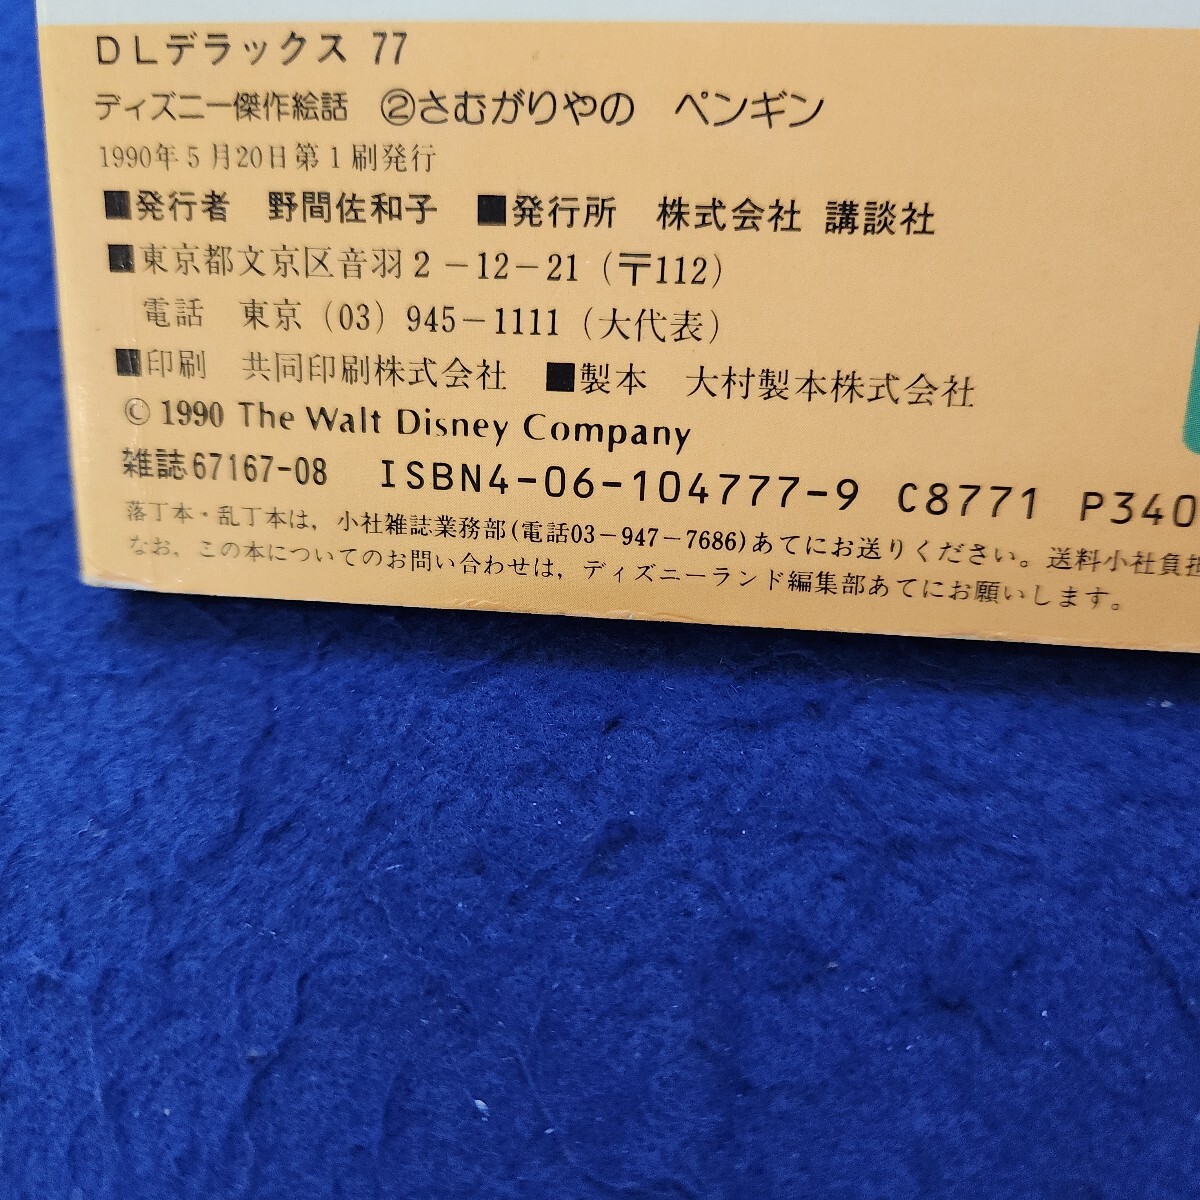 DLデラックス 77
ディズニー傑作絵話 ②さむがりやの ペンギン
1990年5月20日第1刷発行
■発行者 野間佐和子 ■発行所 株式会社 講談社
■東京都文京区音羽2-12-21(〒112)
電話 東京(03)945-1111(大代表)
■印刷 共同印刷株式会社 ■製本 大村製本株式会社
© 1990 The Walt Disney Company
雑誌67167-08 ISBN4-06-104777-9 C8771 P340
落丁本・乱丁本は,小社雑誌業務部(電話03-947-7686)あてにお送りください。送料小社負担
なお,この本についてのお問い合わせは,ディズニーランド編集部あてにお願いします。